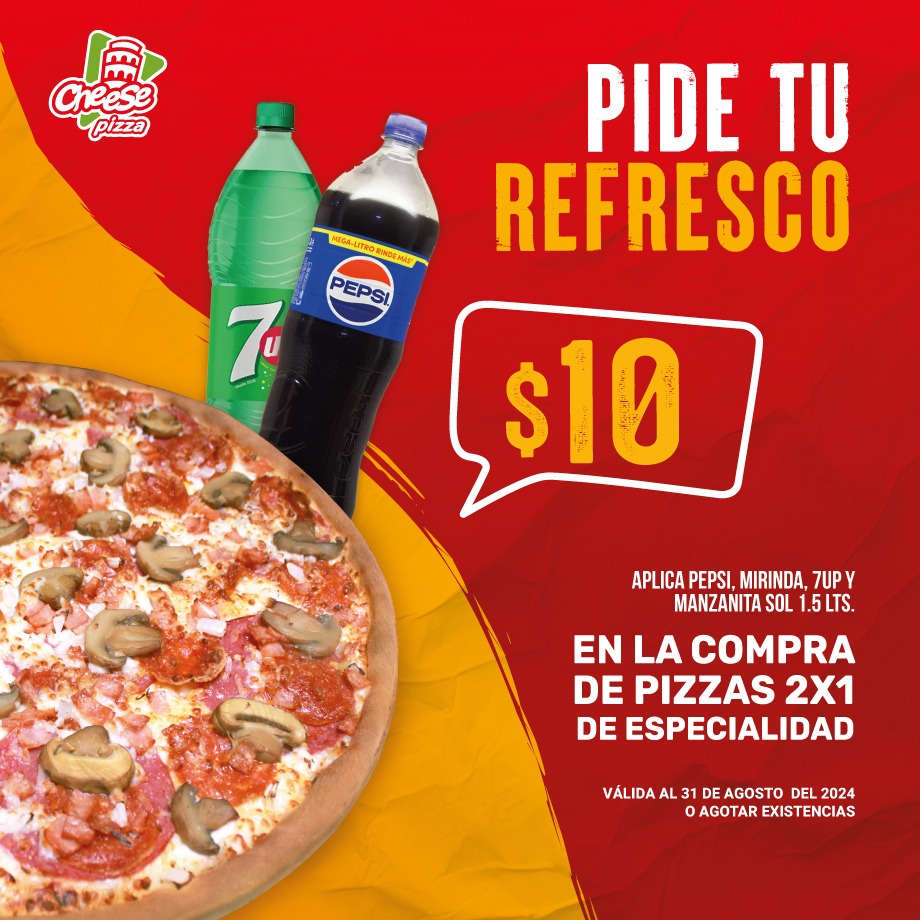 Cheese
pizza
PIDE TU
REFRESCO
7up
MEGA-LITRO RINDE MÁS*
PEPSI.
$10
APLICA PEPSI, MIRINDA, 7UP Y
MANZANITA SOL 1.5 LTS.
EN LA COMPRA
DE PIZZAS 2X1
DE ESPECIALIDAD
VÁLIDA AL 31 DE AGOSTO DEL 2024
O AGOTAR EXISTENCIAS